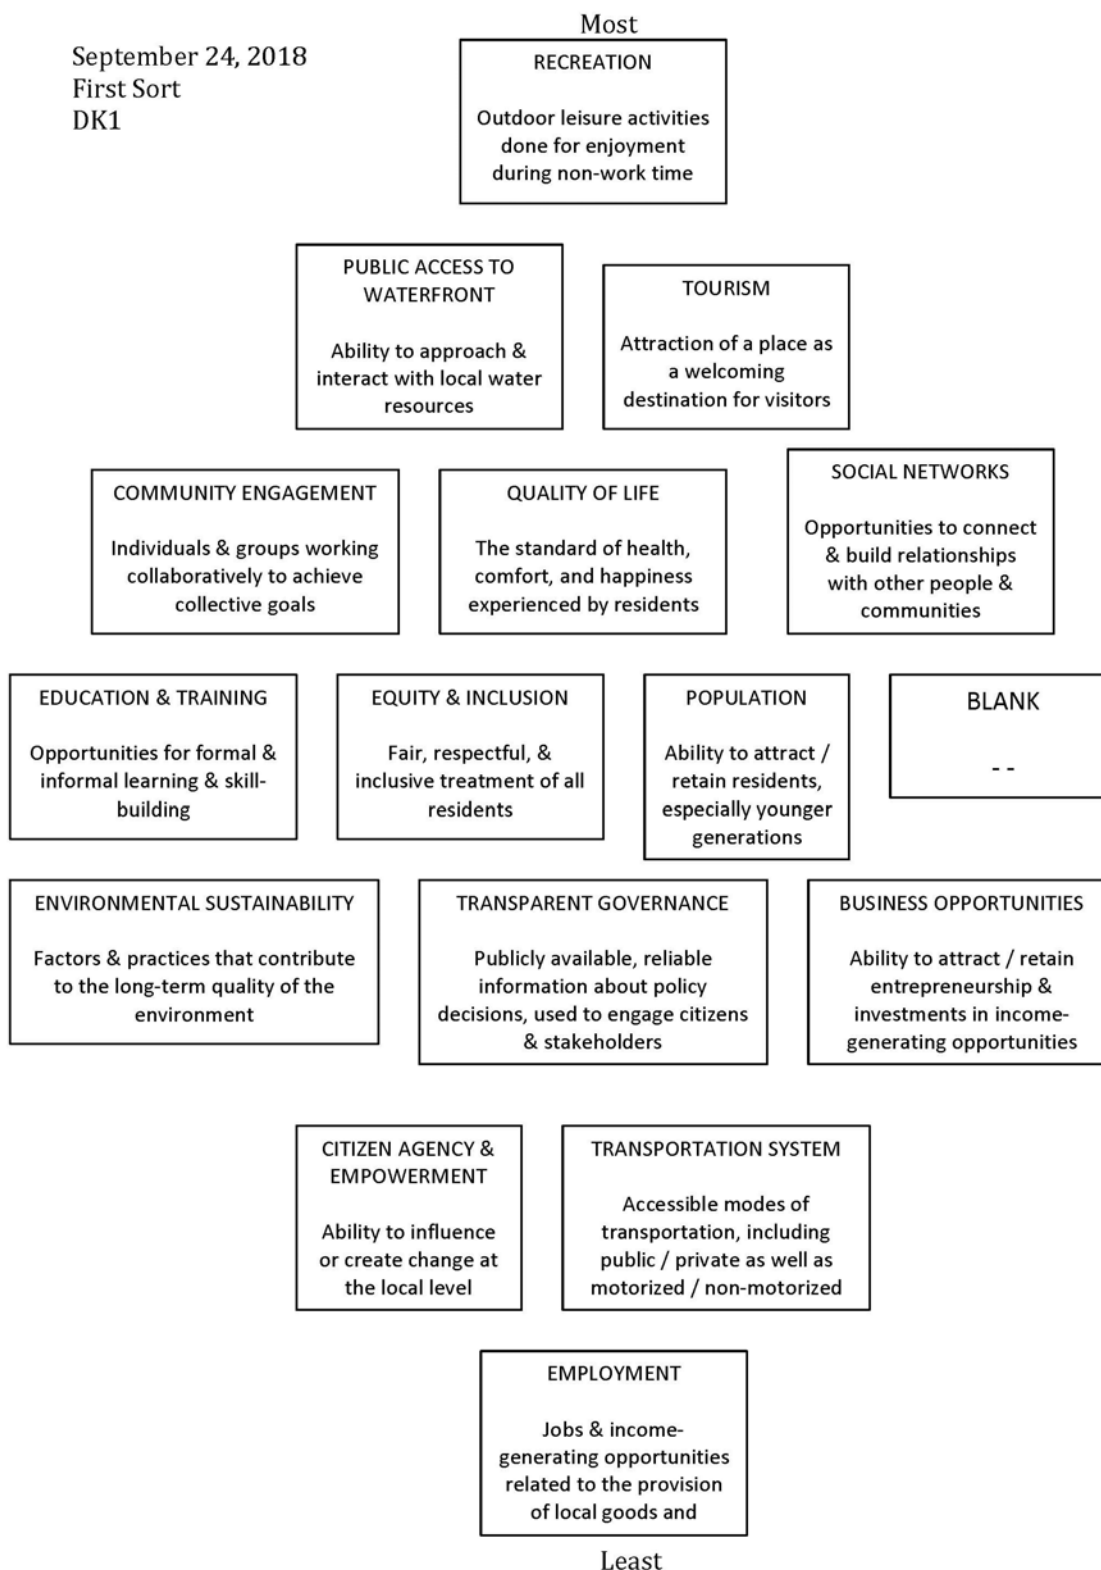 Most
September 24, 2018
First Sort
DK1
RECREATION
Outdoor leisure activities
done for enjoyment
during non-work time
PUBLIC ACCESS TO
WATERFRONT
Ability to approach &
interact with local water
resources
TOURISM
Attraction of a place as
a welcoming
destination for visitors
COMMUNITY ENGAGEMENT
Individuals & groups working
collaboratively to achieve
collective goals
QUALITY OF LIFE
The standard of health,
comfort, and happiness
experienced by residents
SOCIAL NETWORKS
Opportunities to connect
& build relationships
with other people &
communities
EDUCATION & TRAINING
Opportunities for formal &
informal learning & skill-
building
EQUITY & INCLUSION
Fair, respectful, &
inclusive treatment of all
residents
POPULATION
Ability to attract /
retain residents,
especially younger
generations
BLANK
- -
ENVIRONMENTAL SUSTAINABILITY
Factors & practices that contribute
to the long-term quality of the
environment
TRANSPARENT GOVERNANCE
Publicly available, reliable
information about policy
decisions, used to engage citizens
& stakeholders
BUSINESS OPPORTUNITIES
Ability to attract / retain
entrepreneurship &
investments in income-
generating opportunities
CITIZEN AGENCY &
EMPOWERMENT
Ability to influence
or create change at
the local level
TRANSPORTATION SYSTEM
Accessible modes of
transportation, including
public / private as well as
motorized / non-motorized
EMPLOYMENT
Jobs & income-
generating opportunities
related to the provision
of local goods and
Least